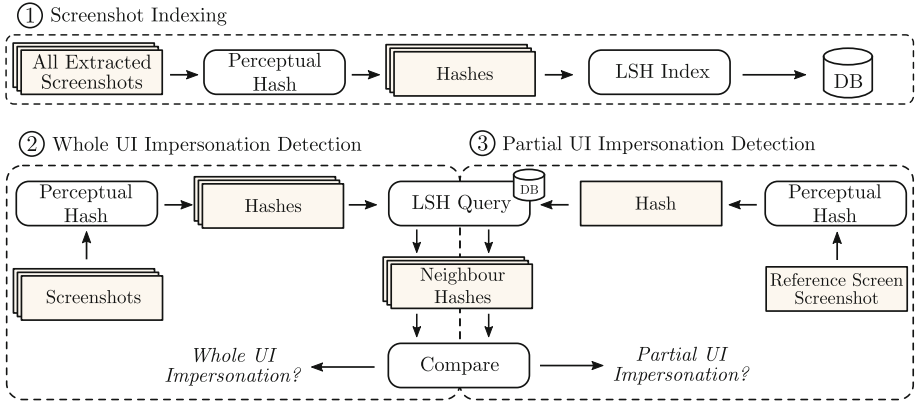 1 Screenshot Indexing
All Extracted
Screenshots
Perceptual
Hash
Hashes
LSH Index
DB
2 Whole UI Impersonation Detection
3 Partial UI Impersonation Detection
Perceptual
Hash
Hashes
LSH Query
DB
Hash
Perceptual
Hash
Screenshots
Neighbour
Hashes
Reference Screen
Screenshot
Whole UI
Impersonation?
Compare
Partial UI
Impersonation?